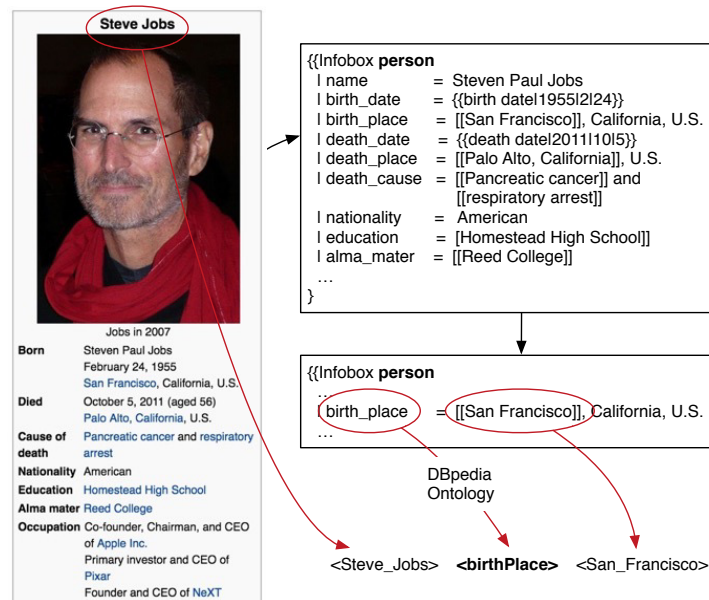 Steve Jobs
Jobs in 2007
Born Steven Paul Jobs
February 24, 1955
San Francisco, California, U.S.
Died October 5, 2011 (aged 56)
Palo Alto, California, U.S.
Cause of Pancreatic cancer and respiratory
death arrest
Nationality American
Education Homestead High School
Alma mater Reed College
Occupation Co-founder, Chairman, and CEO
of Apple Inc.
Primary investor and CEO of
Pixar
Founder and CEO of NeXT
{{Infobox person
| name = Steven Paul Jobs
| birth_date = {{birth date|1955|2|24}}
| birth_place = [[San Francisco]], California, U.S.
| death_date = {{death date|2011|10|5}}
| death_place = [[Palo Alto, California]], U.S.
| death_cause = [[Pancreatic cancer]] and
[[respiratory arrest]]
| nationality = American
| education = [Homestead High School]]
| alma_mater = [[Reed College]]
...
}
{{Infobox person
...
| birth_place = [[San Francisco]], California, U.S.
...
DBpedia
Ontology
<Steve_Jobs> <birthPlace> <San_Francisco>